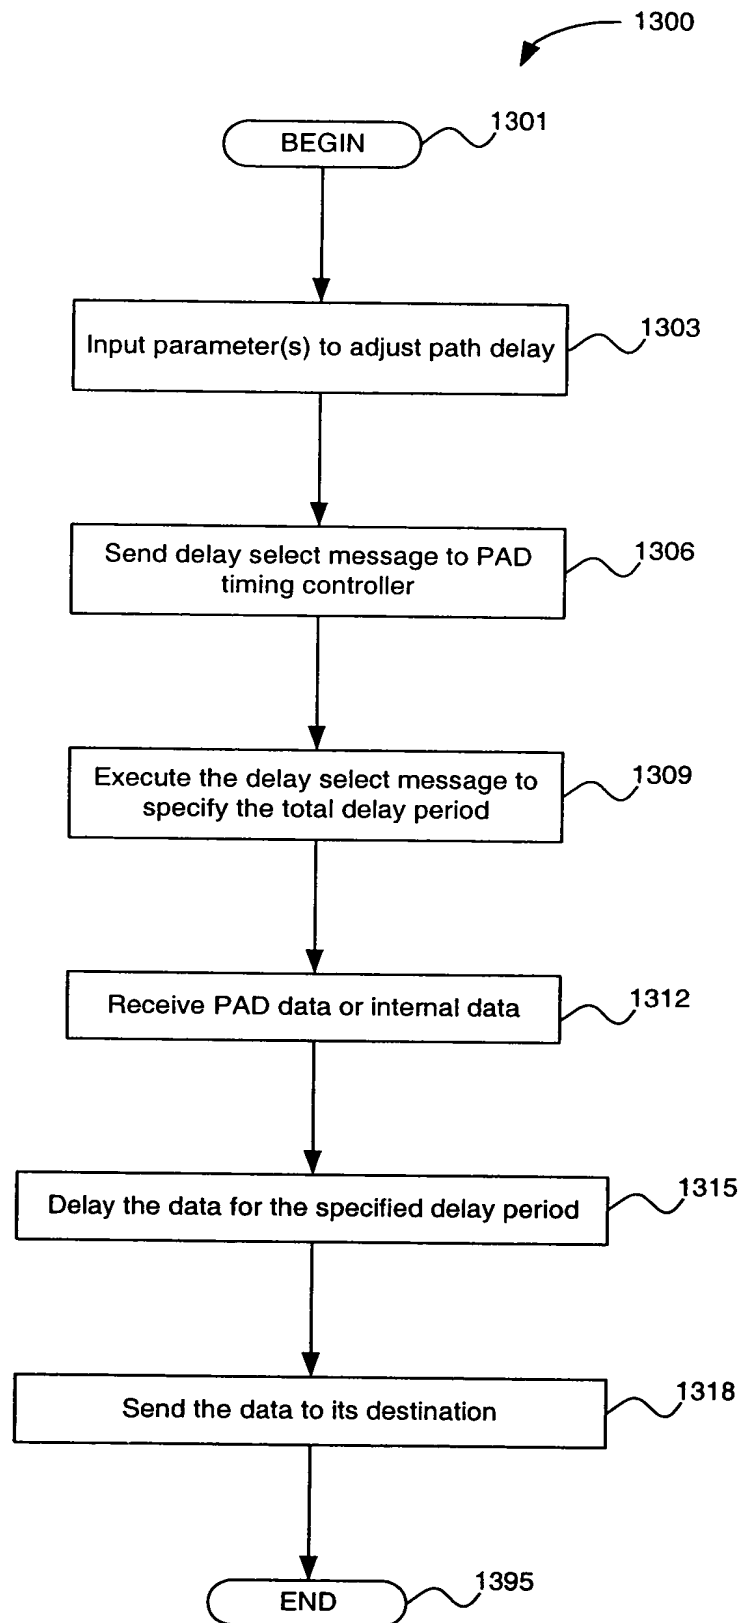 1300
BEGIN
1301
Input parameter(s) to adjust path delay
1303
Send delay select message to PAD
timing controller
1306
Execute the delay select message to
specify the total delay period
1309
Receive PAD data or internal data
1312
Delay the data for the specified delay period
1315
Send the data to its destination
1318
END
1395